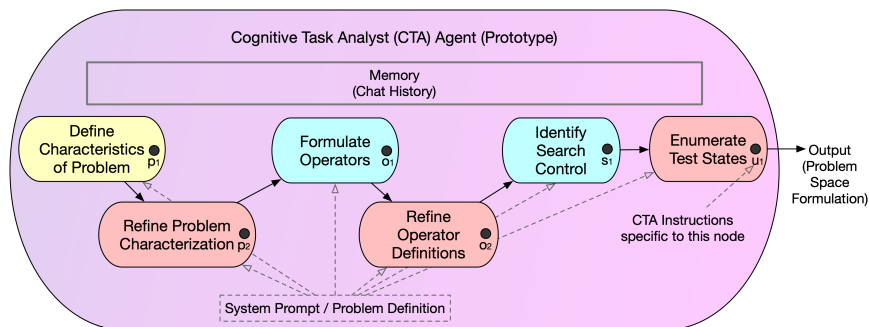 Cognitive Task Analyst (CTA) Agent (Prototype)
Memory
(Chat History)
Define
Characteristics
of Problem
p1
Refine Problem
Characterization
p2
Formulate
Operators
o1
Refine
Operator
Definitions
o2
Identify
Search
Control
s1
Enumerate
Test States
u1
Output
(Problem
Space
Formulation)
CTA Instructions
specific to this node
System Prompt / Problem Definition